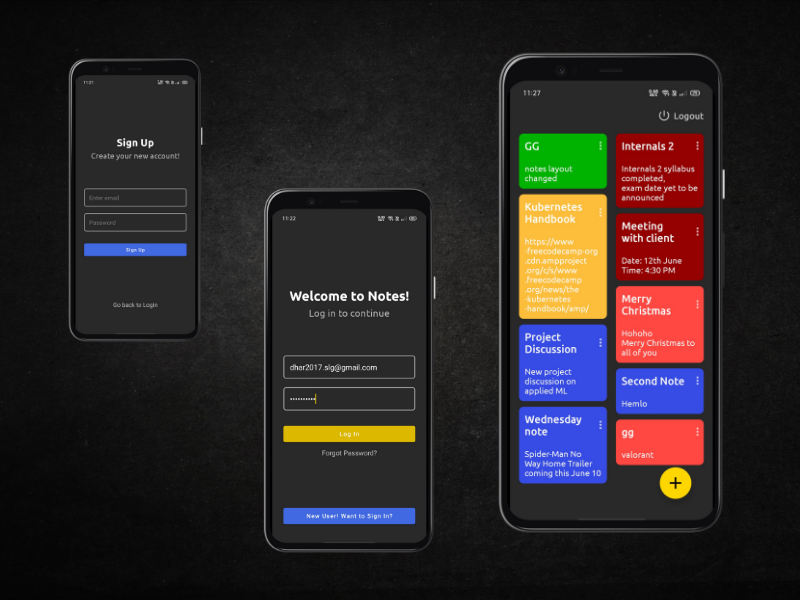 11:21
Sign Up
Create your new account!
Enter email
Password
Sign Up
Go back to Login
11:22
Welcome to Notes!
Log in to continue
dhar2017.slg@gmail.com
Log In
Forgot Password?
New User! Want to Sign In?
11:27
Logout
GG
notes layout
changed
Kubernetes
Handbook
https://www
.freecodecamp-org
.cdn.ampproject
.org/c/s/www
.freecodecamp
.org/news/the
-kubernetes
-handbook/amp/
Project
Discussion
New project
discussion on
applied ML
Wednesday
note
Spider-Man No
Way Home Trailer
coming this June 10
Internals 2
Internals 2 syllabus
completed,
exam date yet to be
announced
Meeting
with client
Date: 12th June
Time: 4:30 PM
Merry
Christmas
Hohoho
Merry Christmas to
all of you
Second Note
Hemlo
gg
valorant
+